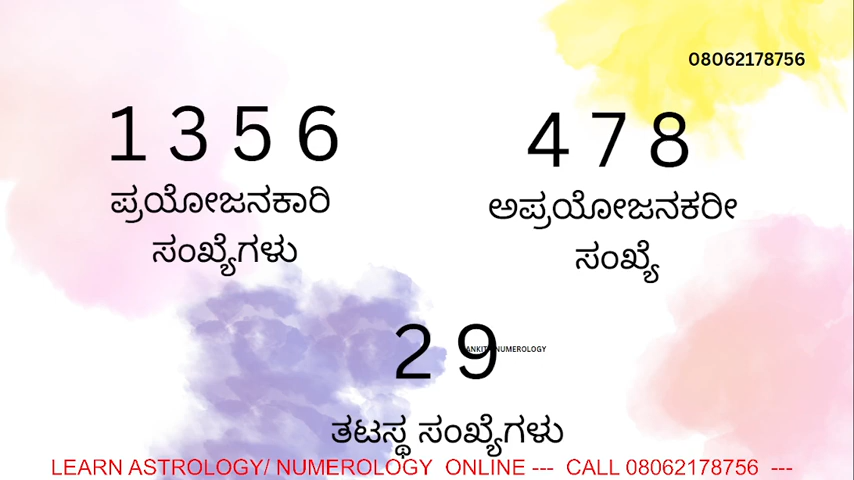 08062178756
1 3 5 6
ಪ್ರಯೋಜನಕಾರಿ
ಸಂಖ್ಯೆಗಳು
4 7 8
ಅಪ್ರಯೋಜನಕರೀ
ಸಂಖ್ಯೆ
2 9
NUMEROLOGY
ತಟಸ್ಥ ಸಂಖ್ಯೆಗಳು
LEARN ASTROLOGY/ NUMEROLOGY ONLINE --- CALL 08062178756 ---